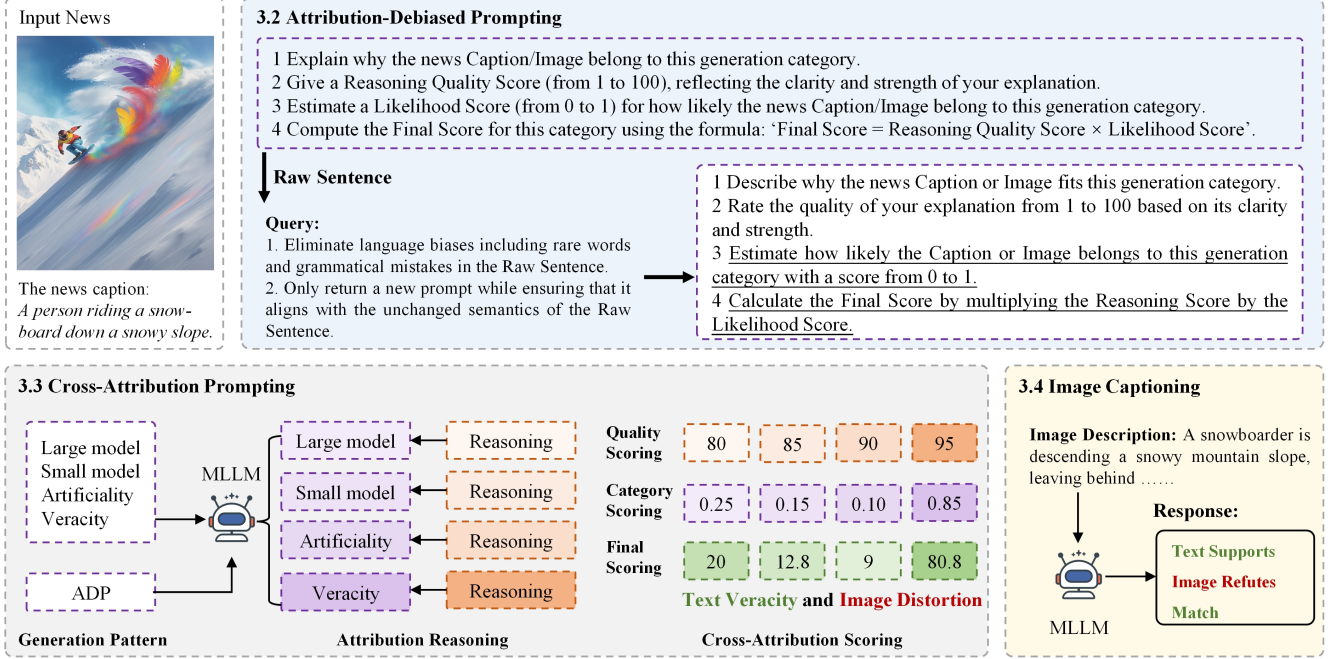 Input News
The news caption:
A person riding a snow-
board down a snowy slope.
3.2 Attribution-Debiased Prompting
1 Explain why the news Caption/Image belong to this generation category.
2 Give a Reasoning Quality Score (from 1 to 100), reflecting the clarity and strength of your explanation.
3 Estimate a Likelihood Score (from 0 to 1) for how likely the news Caption/Image belong to this generation category.
4 Compute the Final Score for this category using the formula: ‘Final Score = Reasoning Quality Score × Likelihood Score’.
Raw Sentence
Query:
1. Eliminate language biases including rare words
and grammatical mistakes in the Raw Sentence.
2. Only return a new prompt while ensuring that it
aligns with the unchanged semantics of the Raw
Sentence.
1 Describe why the news Caption or Image fits this generation category.
2 Rate the quality of your explanation from 1 to 100 based on its clarity
and strength.
3 Estimate how likely the Caption or Image belongs to this generation
category with a score from 0 to 1.
4 Calculate the Final Score by multiplying the Reasoning Score by the
Likelihood Score.
3.3 Cross-Attribution Prompting
Large model
Small model
Artificiality
Veracity
ADP
Generation Pattern
MLLM
Large model
Reasoning
Small model
Reasoning
Artificiality
Reasoning
Veracity
Reasoning
Attribution Reasoning
Quality
Scoring
80 85 90 95
Category
Scoring
0.25 0.15 0.10 0.85
Final
Scoring
20 12.8 9 80.8
Text Veracity and Image Distortion
Cross-Attribution Scoring
3.4 Image Captioning
Image Description: A snowboarder is
descending a snowy mountain slope,
leaving behind ……
Response:
Text Supports
Image Refutes
Match
MLLM